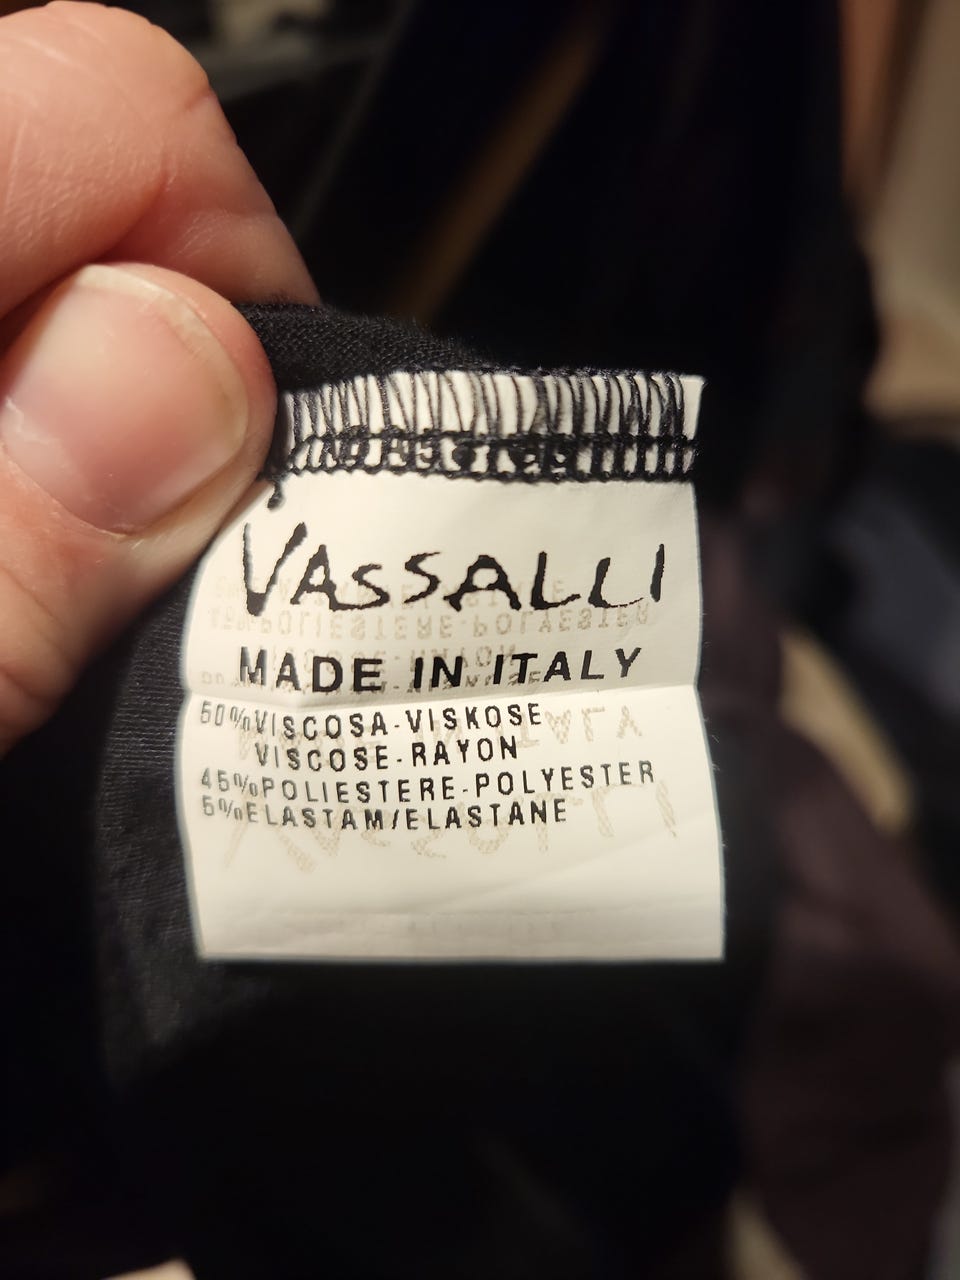 VASSALLI
MADE IN ITALY
50%VISCOSA-VISKOSE
VISCOSE-RAYON
45%POLIESTERE-POLYESTER
5%ELASTAM/ELASTANE